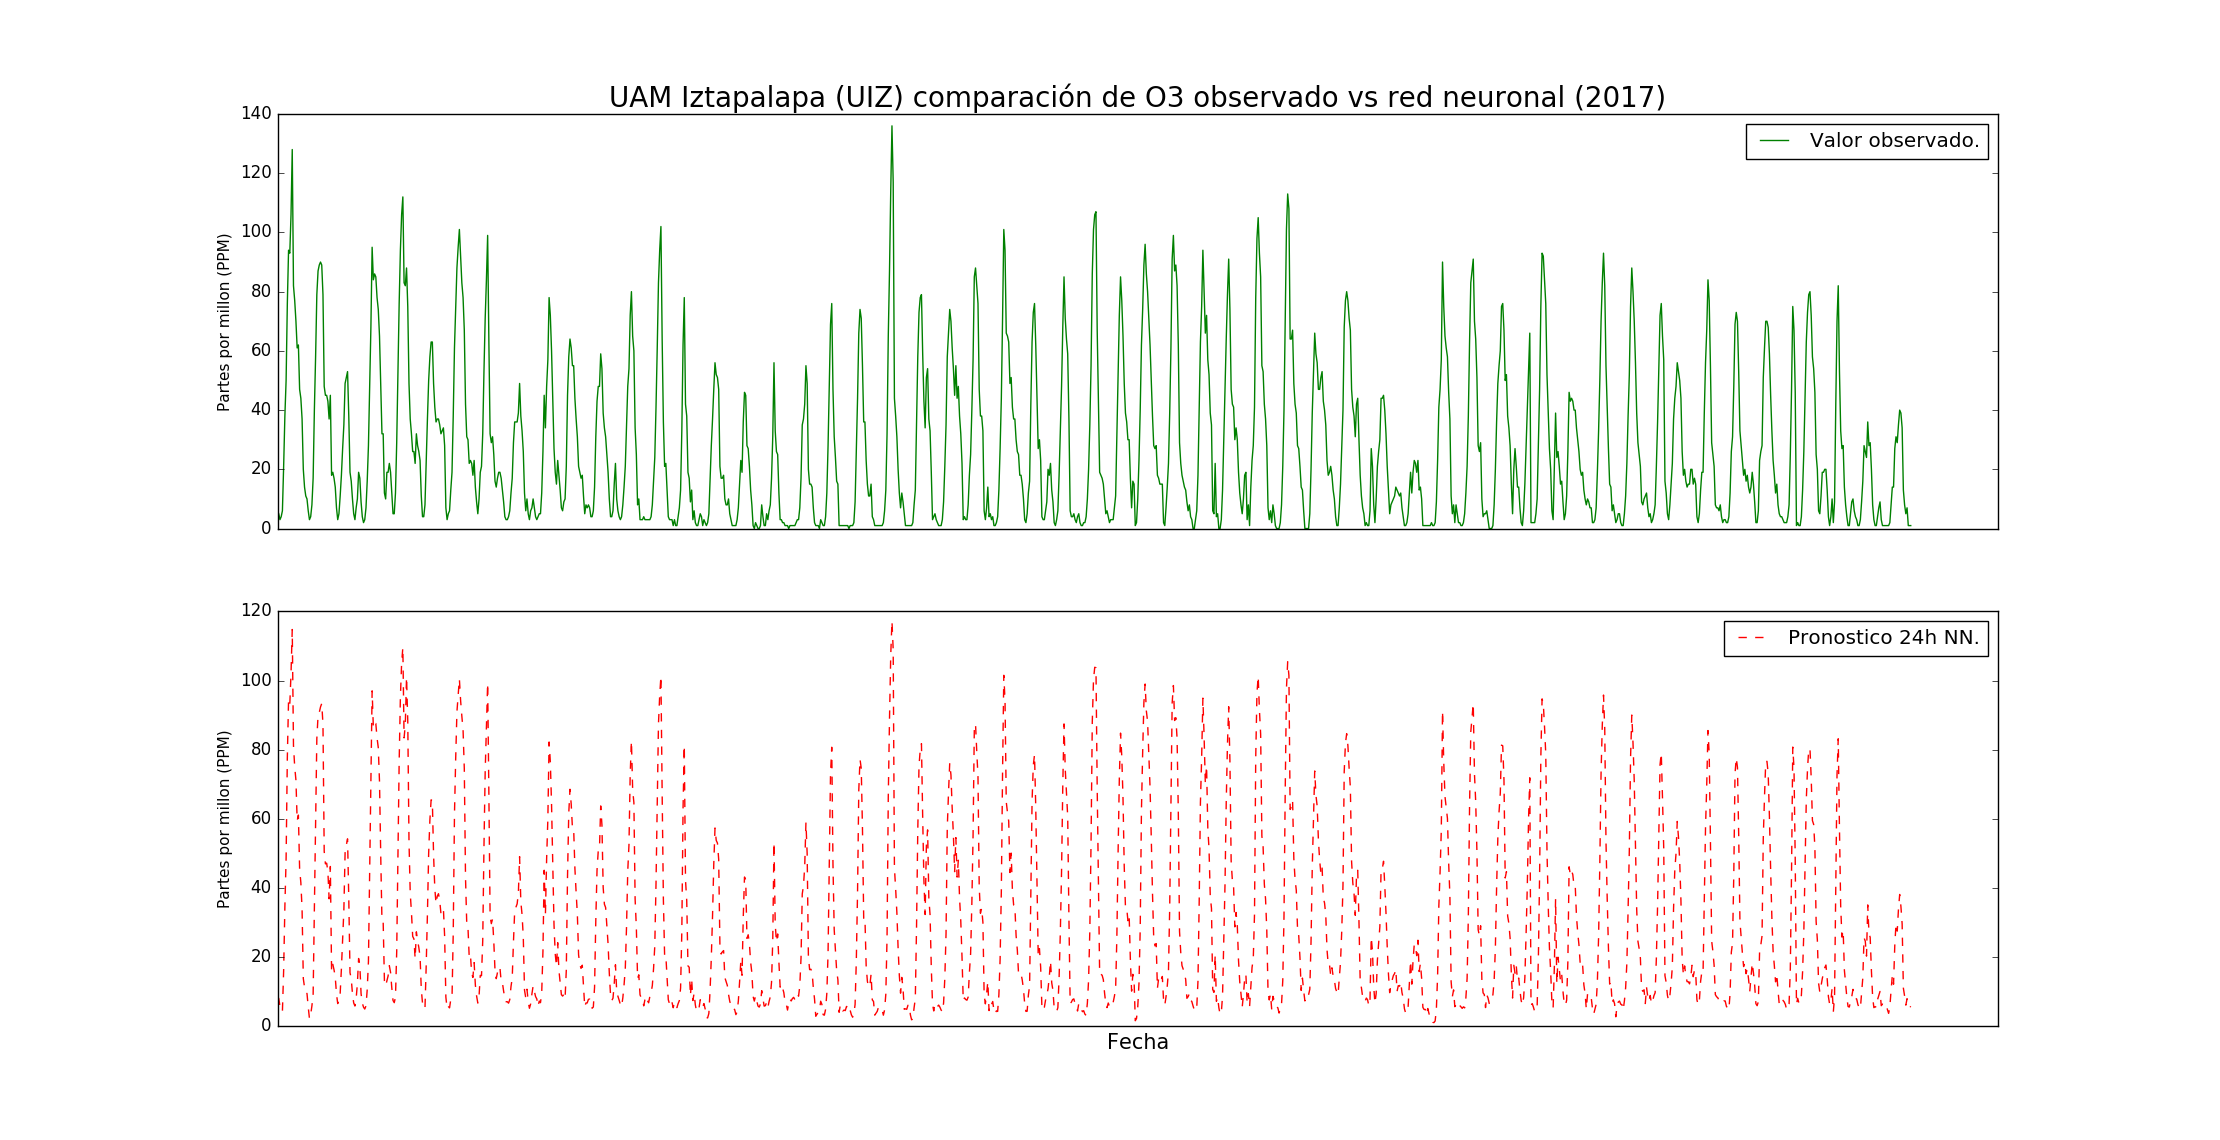 UAM Iztapalapa (UIZ) comparación de O3 observado vs red neuronal (2017)
140
120
100
80
60
40
20
0
Partes por millon (PPM)
Valor observado.
120
100
80
60
40
20
0
Partes por millon (PPM)
Pronostico 24h NN.
Fecha